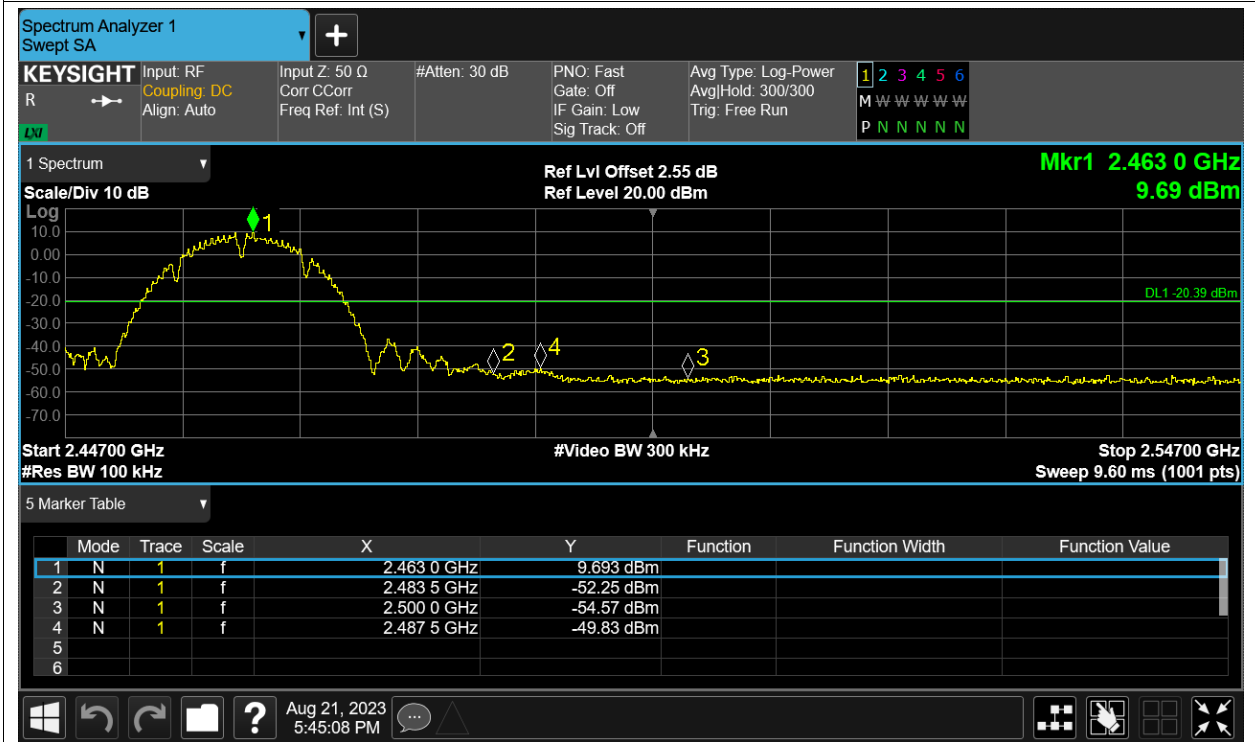 Spectrum Analyzer 1
Swept SA
+
KEYSIGHT Input: RF Input Z: 50 Ω #Atten: 30 dB PNO: Fast Avg Type: Log-Power 1 2 3 4 5 6
R Coupling: DC Corr CCorr Gate: Off Avg|Hold: 300/300 M W W W W W
Align: Auto Freq Ref: Int (S) IF Gain: Low Trig: Free Run
LXI Sig Track: Off P N N N N N
1 Spectrum Ref Lvl Offset 2.55 dB Mkr1 2.463 0 GHz
Scale/Div 10 dB Ref Level 20.00 dBm 9.69 dBm
Log
1
10.0
0.00
-10.0
-20.0 DL1 -20.39 dBm
-30.0
-40.0 2 4 3
-50.0
-60.0
-70.0
Start 2.44700 GHz #Video BW 300 kHz Stop 2.54700 GHz
#Res BW 100 kHz Sweep 9.60 ms (1001 pts)
5 Marker Table
Mode Trace Scale X Y Function Function Width Function Value
1 N 1 f 2.463 0 GHz 9.693 dBm
2 N 1 f 2.483 5 GHz -52.25 dBm
3 N 1 f 2.500 0 GHz -54.57 dBm
4 N 1 f 2.487 5 GHz -49.83 dBm
5
6
? Aug 21, 2023
5:45:08 PM